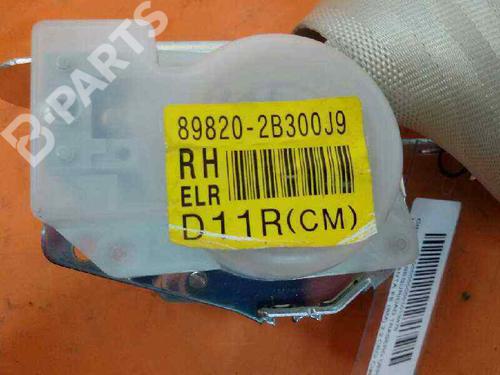 B-PARTS
89820-2B300J9
RH
ELR
D11R(CM)